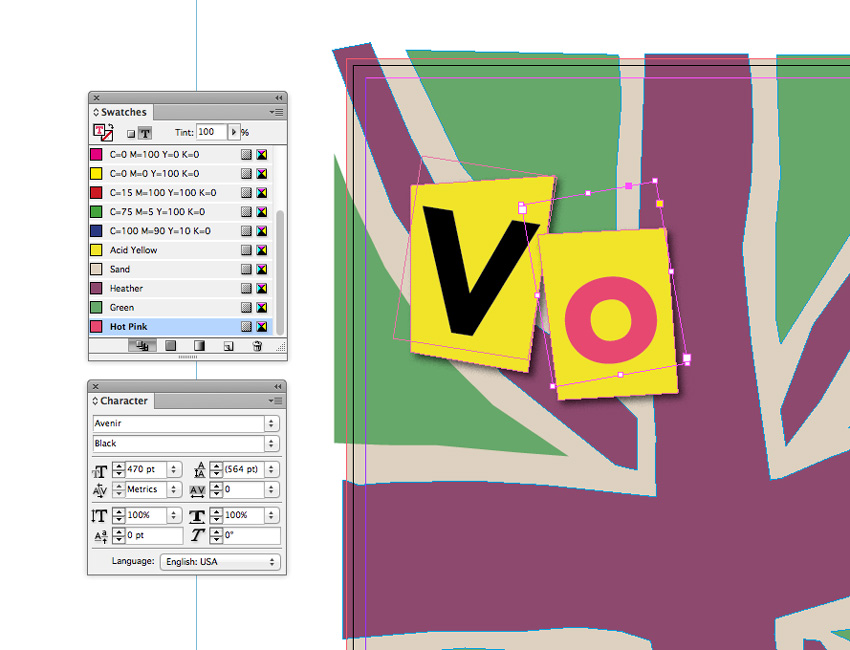 Swatches
Tint: 100 %
C=0 M=100 Y=0 K=0
C=0 M=0 Y=100 K=0
C=15 M=100 Y=100 K=0
C=75 M=5 Y=100 K=0
C=100 M=90 Y=10 K=0
Acid Yellow
Sand
Heather
Green
Hot Pink
Character
Avenir
Black
470 pt (564 pt)
Metrics 0
100% 100%
0 pt 0°
Language: English: USA
V
o